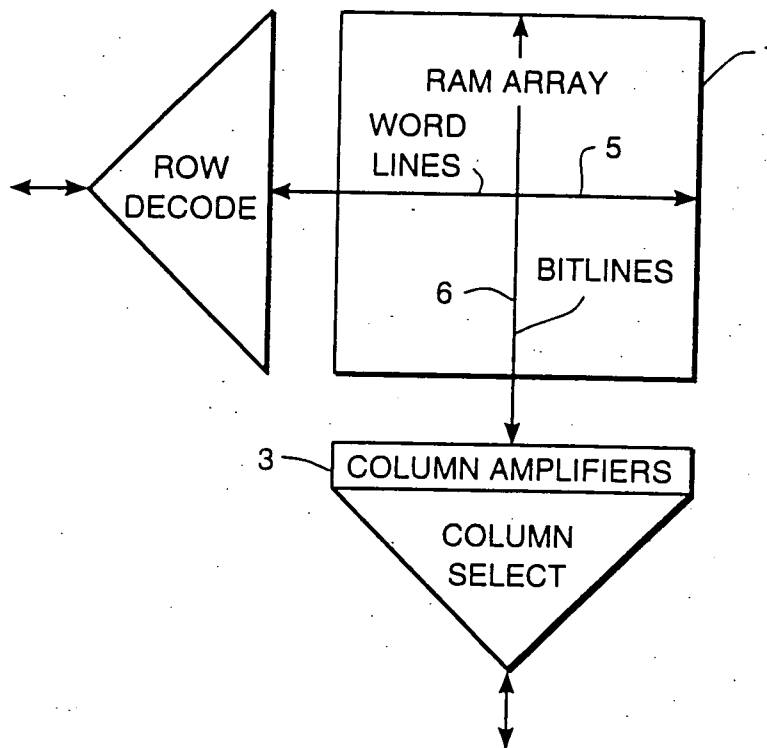 RAM ARRAY
WORD
LINES
5
ROW
DECODE
6
BITLINES
3
COLUMN AMPLIFIERS
COLUMN
SELECT